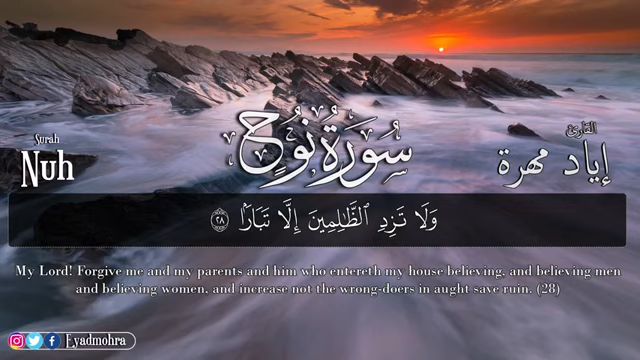 Surah
Nuh
سُورَةُ نُوحٍ
القارئ
إياد مهرة
وَلَا تَزِدِ ٱلظَّٰلِمِينَ إِلَّا تَبَارًۢا ۝٢٨
My Lord! Forgive me and my parents and him who entereth my house believing, and believing men
and believing women, and increase not the wrong-doers in aught save ruin. (28)
Eyadmohra